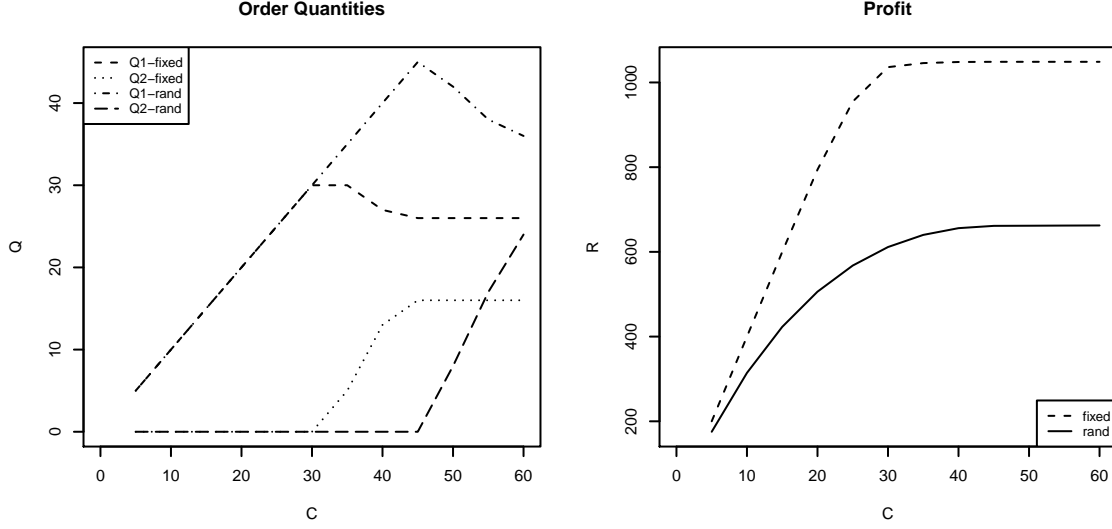 Order Quantities
Q1−fixed
Q2−fixed
Q1−rand
Q2−rand
Q
0 10 20 30 40
0 10 20 30 40 50 60
C
Profit
R
200 400 600 800 1000
fixed
rand
0 10 20 30 40 50 60
C